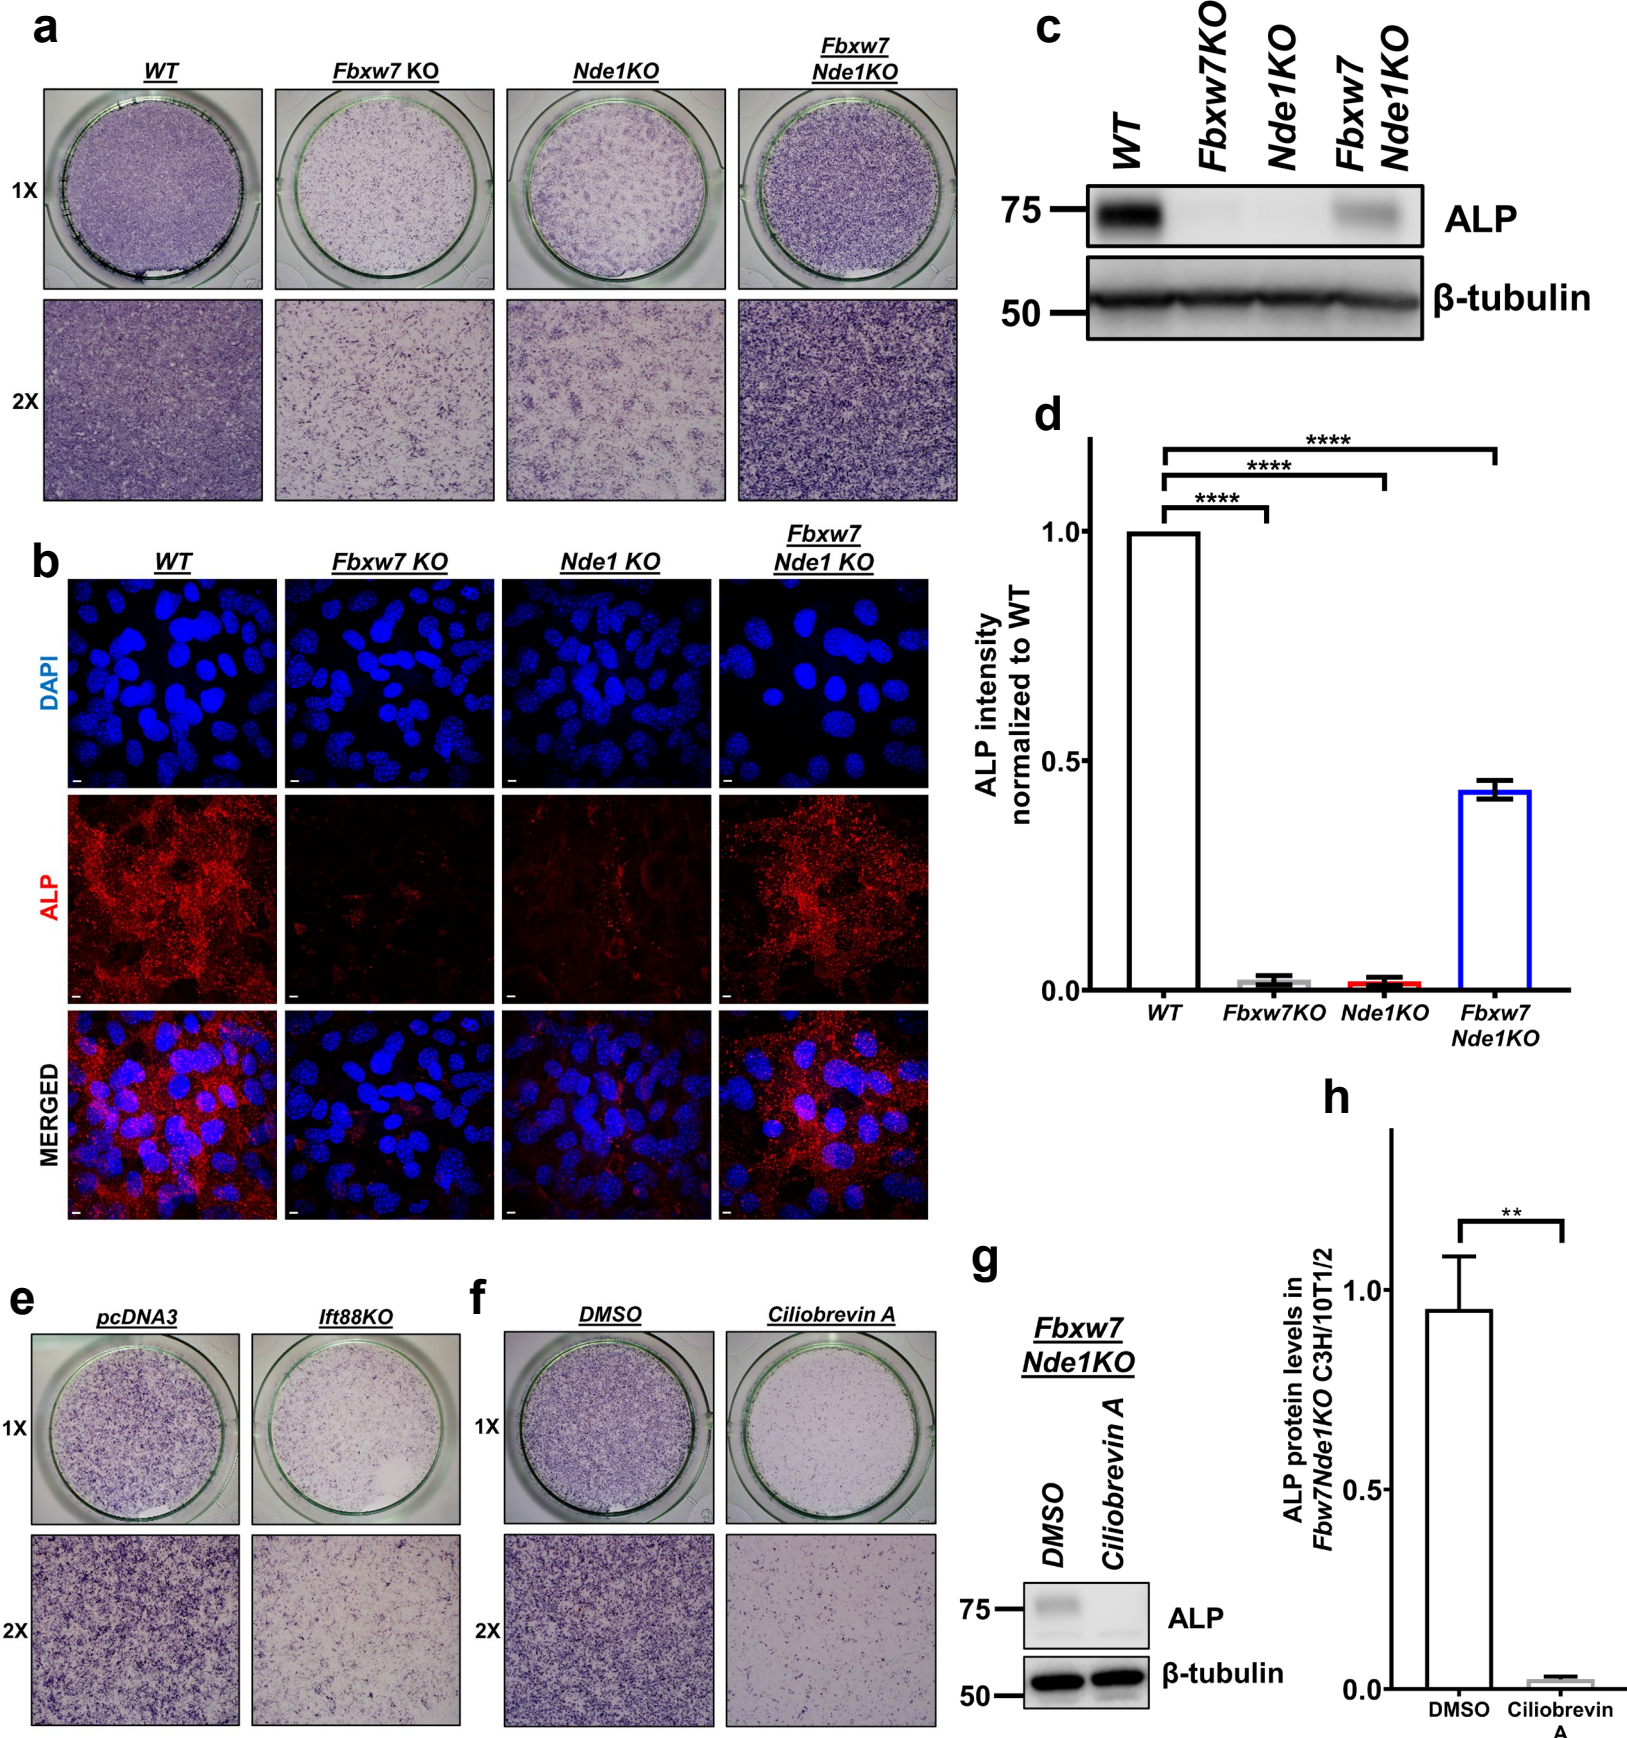 a
WT
Fbxw7 KO
Nde1KO
Fbxw7
Nde1KO
1X
2X
b
WT
Fbxw7 KO
Nde1 KO
Fbxw7
Nde1 KO
DAPI
ALP
MERGED
c
WT
Fbxw7KO
Nde1KO
Fbxw7
Nde1KO
75
ALP
50
β-tubulin
d
ALP intensity
normalized to WT
****
****
****
1.0
0.5
0.0
WT
Fbxw7KO
Nde1KO
Fbxw7
Nde1KO
e
pcDNA3
Ift88KO
1X
2X
f
DMSO
Ciliobrevin A
1X
2X
g
Fbxw7
Nde1KO
DMSO
Ciliobrevin A
75
ALP
β-tubulin
50
h
ALP protein levels in
Fbw7Nde1KO C3H/10T1/2
**
1.0
0.5
0.0
DMSO
Ciliobrevin
A